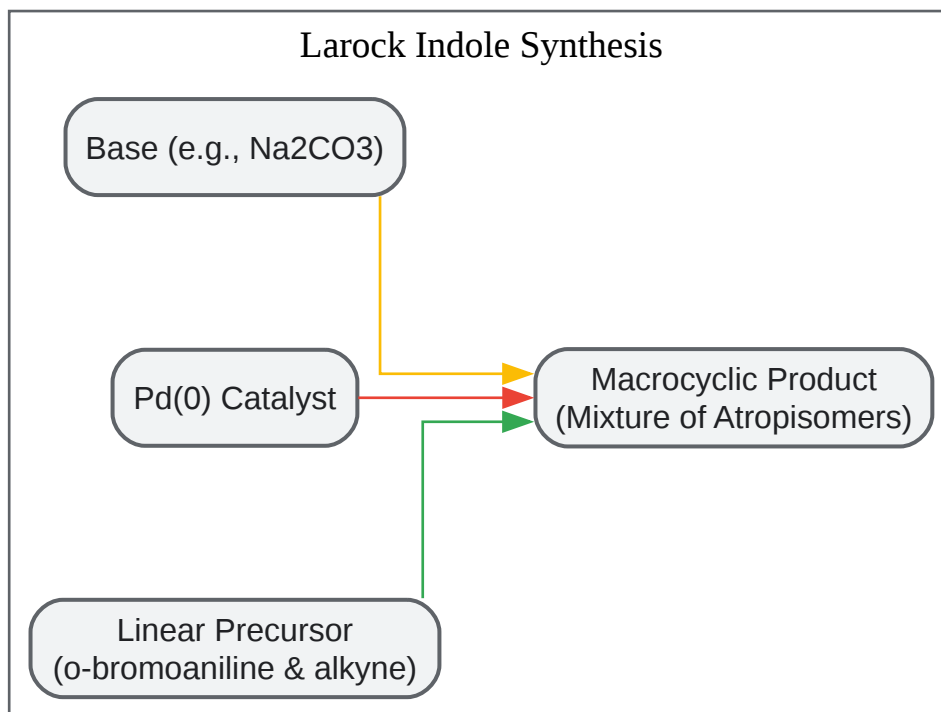 Larock Indole Synthesis
Base (e.g., Na2CO3)
Pd(0) Catalyst
Macrocyclic Product
(Mixture of Atropisomers)
Linear Precursor
(o-bromoaniline & alkyne)